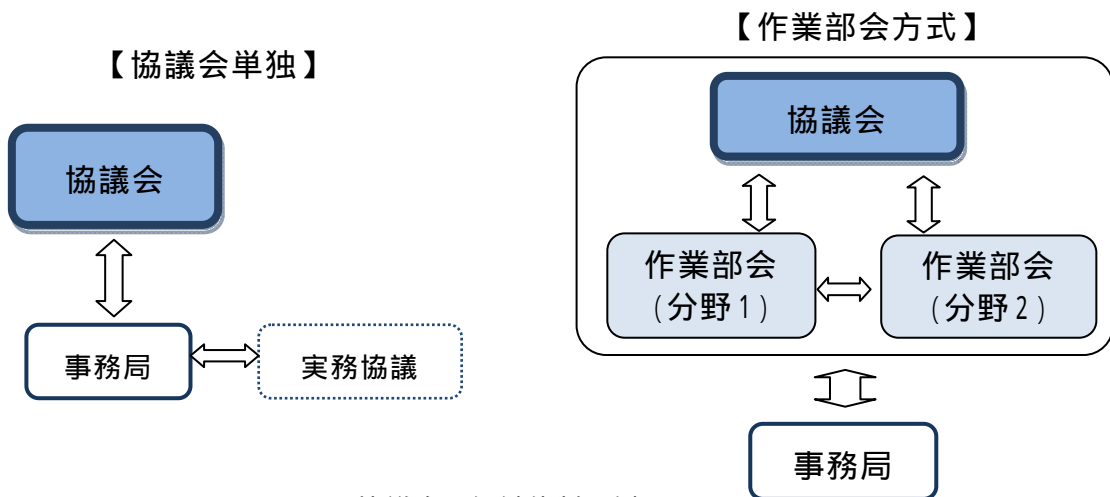 【協議会単独】
協議会
事務局
実務協議
【作業部会方式】
協議会
作業部会
(分野1)
作業部会
(分野2)
事務局